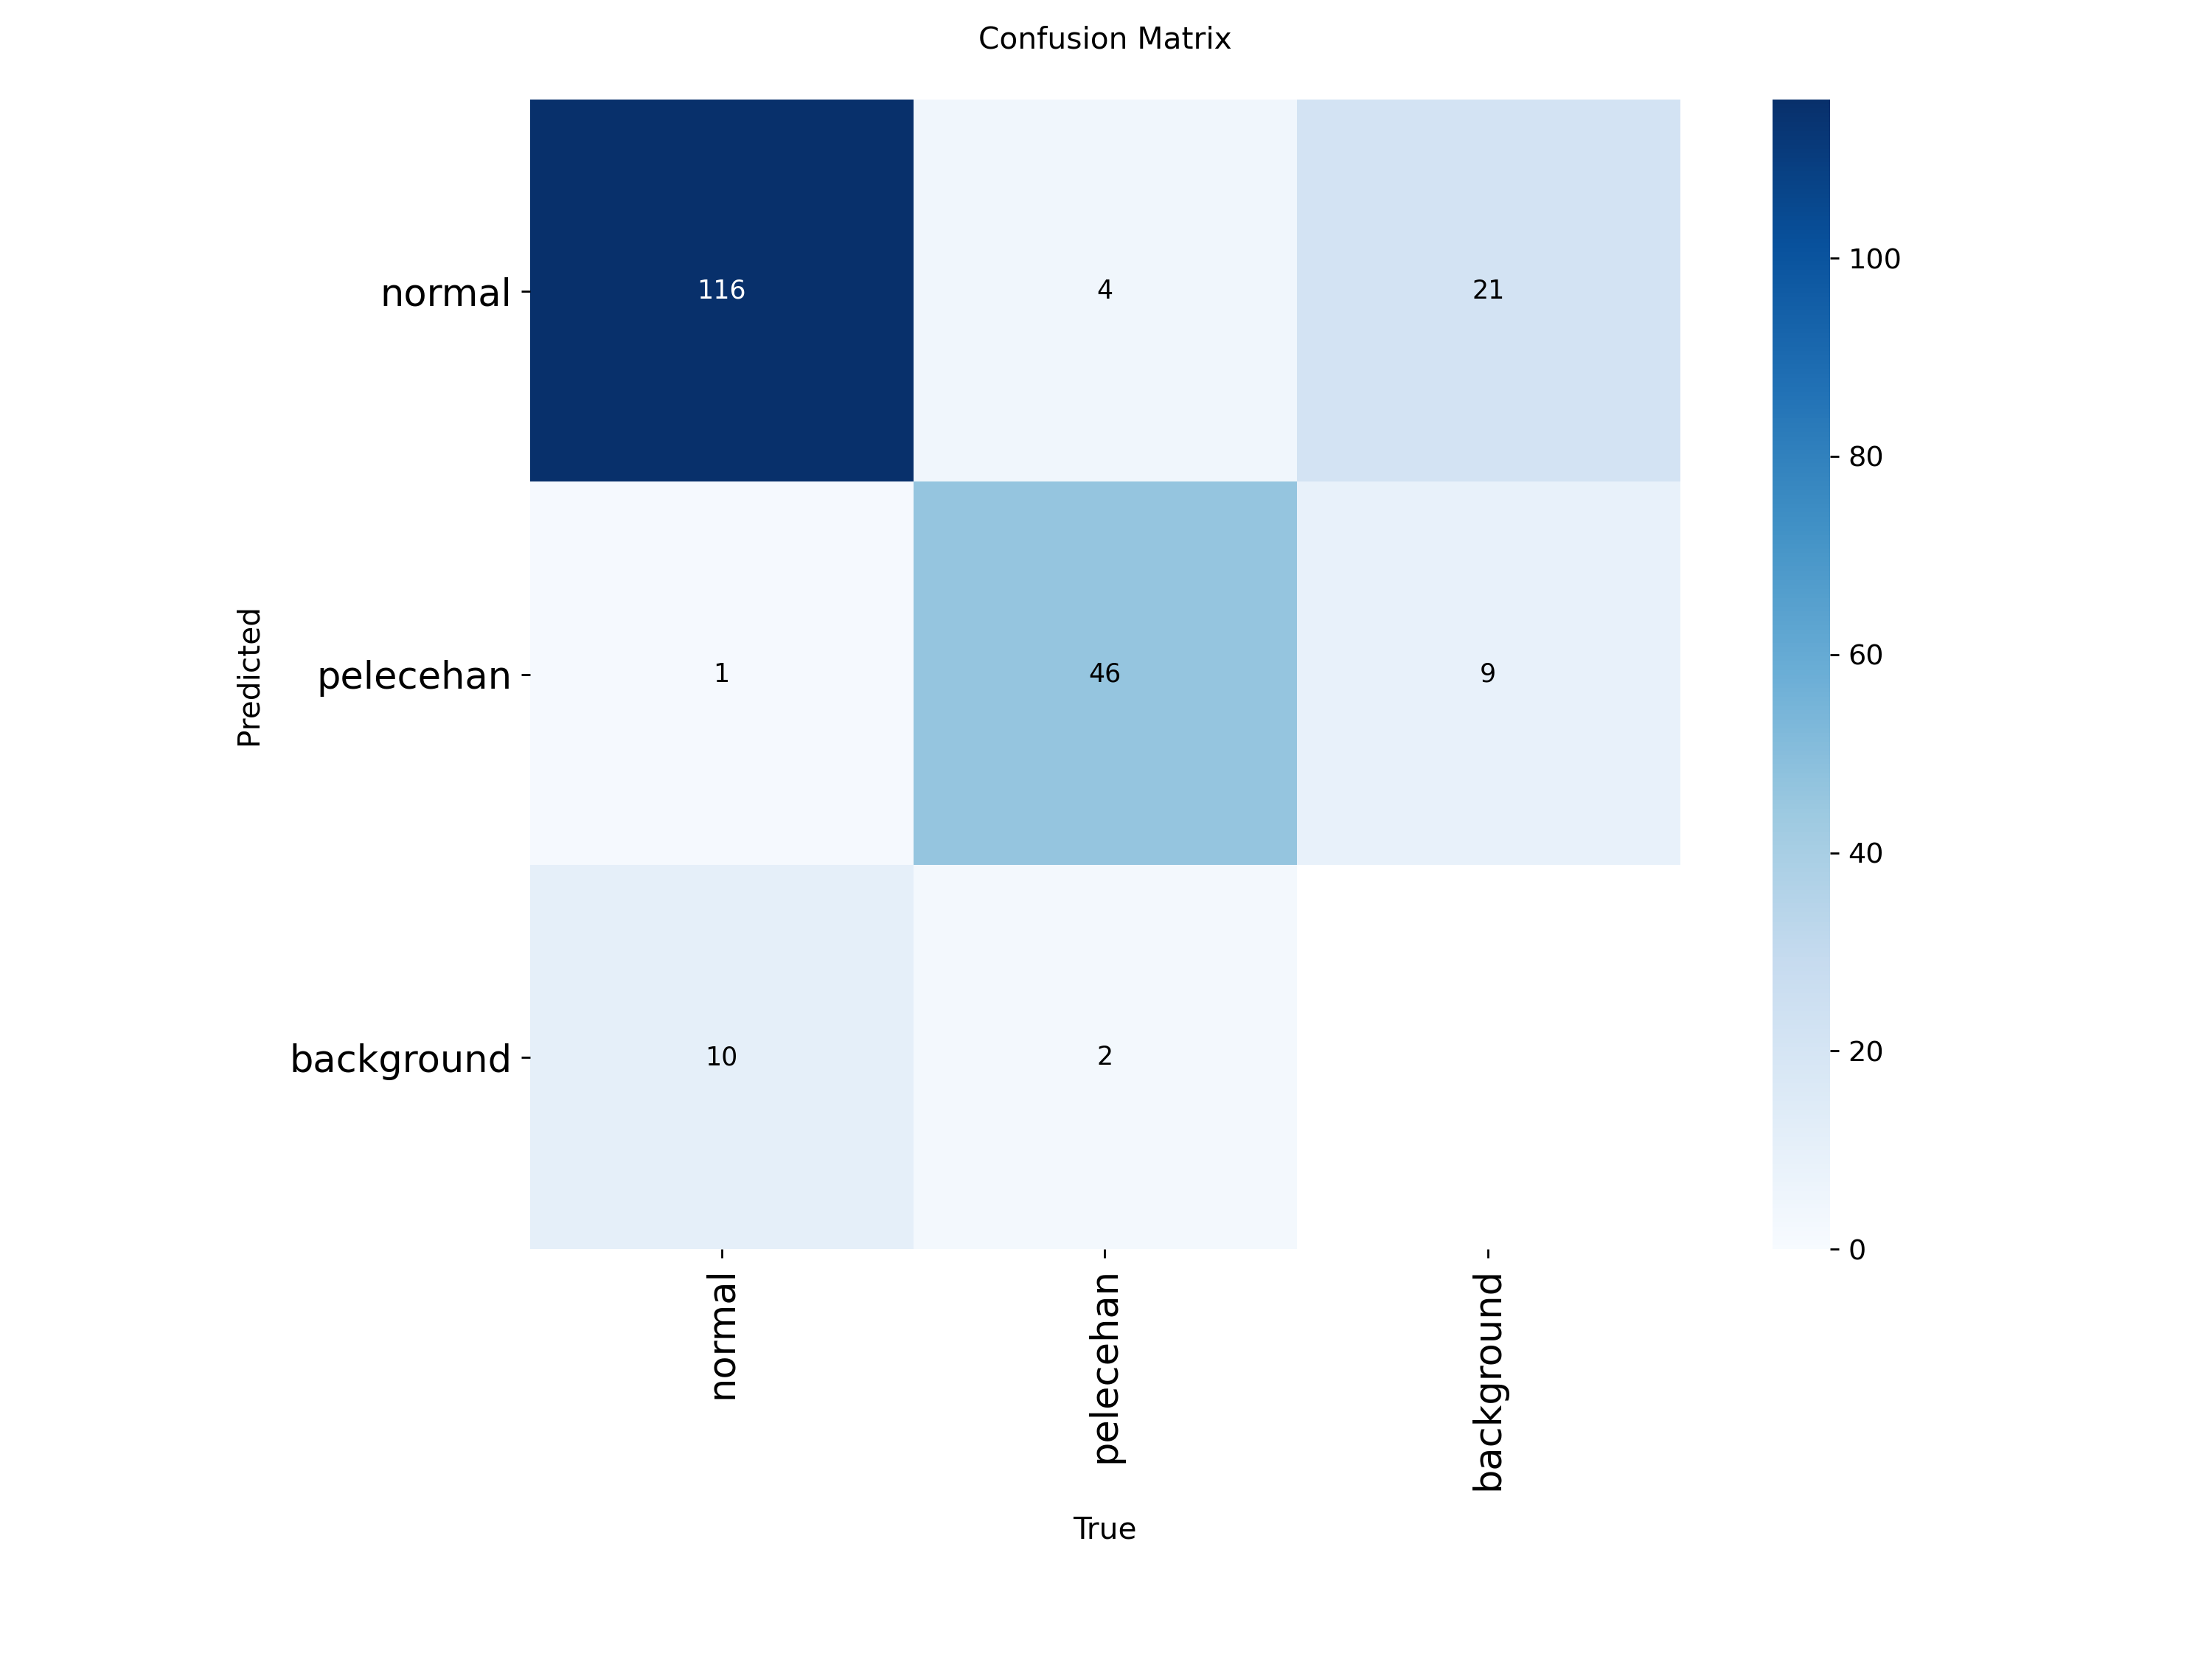 Confusion Matrix
normal
116
4
21
100
80
Predicted
pelecehan
1
46
9
60
40
background
10
2
20
0
normal
pelecehan
background
True